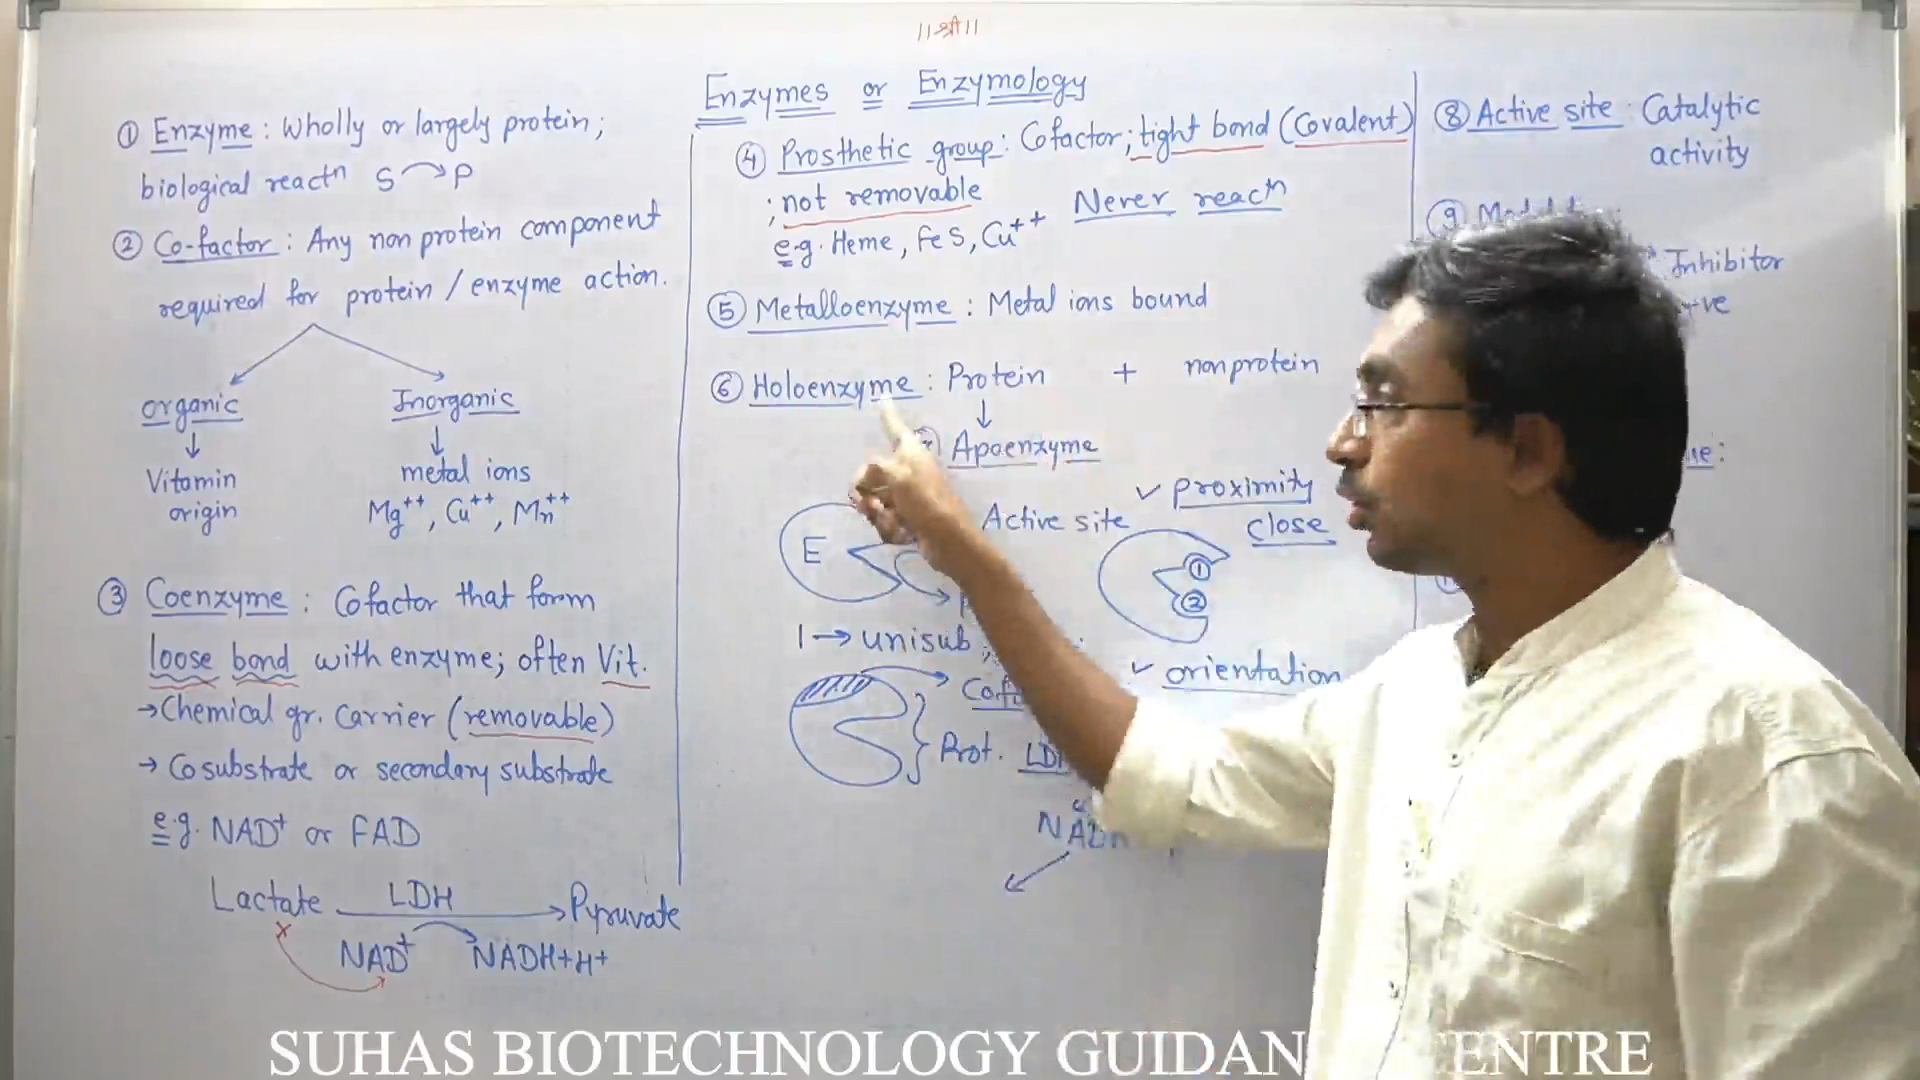 ॥श्री॥
Enzymes or Enzymology
① Enzyme : Wholly or largely protein;
biological reactⁿ S P
② Co-factor : Any non protein component
required for protein / enzyme action.
organic
Inorganic
↓
↓
Vitamin
origin
metal ions
Mg⁺⁺, Cu⁺⁺, Mn⁺⁺
③ Coenzyme : Cofactor that form
loose bond with enzyme; often Vit.
→ Chemical gr. carrier (removable)
→ Cosubstrate or secondary substrate
e.g. NAD⁺ or FAD
Lactate LDH → Pyruvate
x
NAD⁺ NADH+H+
④ Prosthetic group : Cofactor; tight bond (Covalent)
; not removable Never reactⁿ
e.g. Heme, FeS, Cu⁺⁺
⑤ Metalloenzyme : Metal ions bound
⑥ Holoenzyme : Protein + nonprotein
↓
Apoenzyme
E
Active site
1 → unisub
Prot.
✓ proximity
close
①
②
✓ orientation
⑧ Active site : Catalytic
activity
⑨
Inhibitor